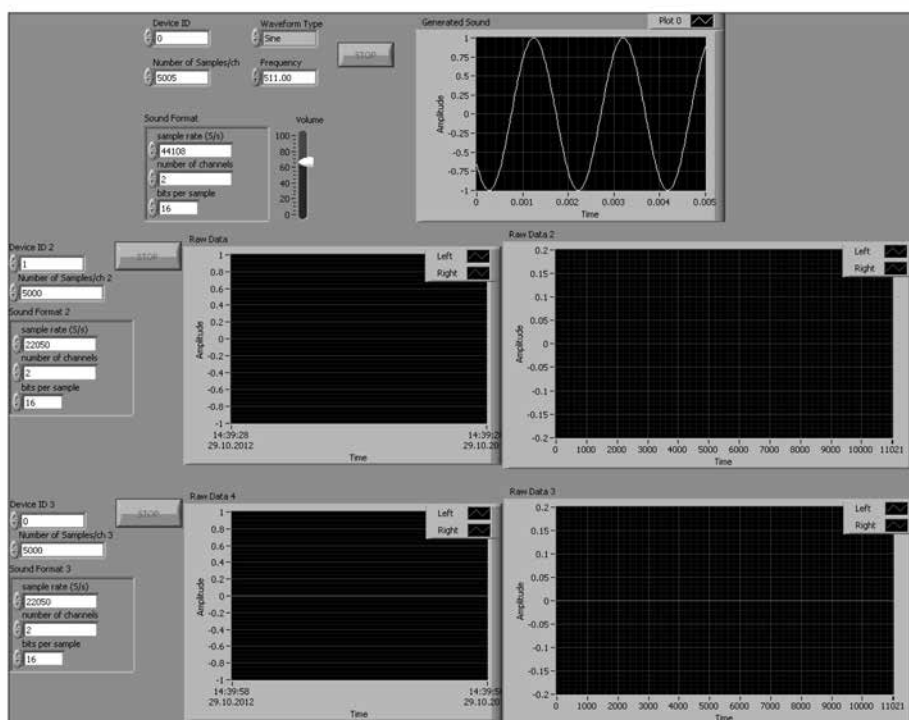 Device ID
0
Waveform Type
Sine
STOP
Number of Samples/ch
5005
Frequency
511.00
Sound Format
sample rate (S/s)
44108
number of channels
2
bits per sample
16
Volume
100
80
60
40
20
0
Generated Sound
Plot 0
Amplitude
1
0.75
0.5
0.25
0
-0.25
-0.5
-0.75
-1
0 0.001 0.002 0.003 0.004 0.005
Time
Device ID 2
1
STOP
Number of Samples/ch 2
5000
Sound Format 2
sample rate (S/s)
22050
number of channels
2
bits per sample
16
Raw Data
Left
Right
Amplitude
1
0.8
0.6
0.4
0.2
0
-0.2
-0.4
-0.6
-0.8
-1
14:39:28 14:39:28
29.10.2012 29.10.20
Time
Raw Data 2
Left
Right
Amplitude
0.2
0.15
0.1
0.05
0
-0.05
-0.1
-0.15
-0.2
0 1000 2000 3000 4000 5000 6000 7000 8000 9000 11021
Time
Device ID 3
0
STOP
Number of Samples/ch 3
5000
Sound Format 3
sample rate (S/s)
22050
number of channels
2
bits per sample
16
Raw Data 4
Left
Right
Amplitude
1
0.8
0.6
0.4
0.2
0
-0.2
-0.4
-0.6
-0.8
-1
14:39:58 14:39:5
29.10.2012 29.10.20
Time
Raw Data 3
Left
Right
Amplitude
0.2
0.15
0.1
0.05
0
-0.05
-0.1
-0.15
-0.2
0 1000 2000 3000 4000 5000 6000 7000 8000 9000 11021
Time